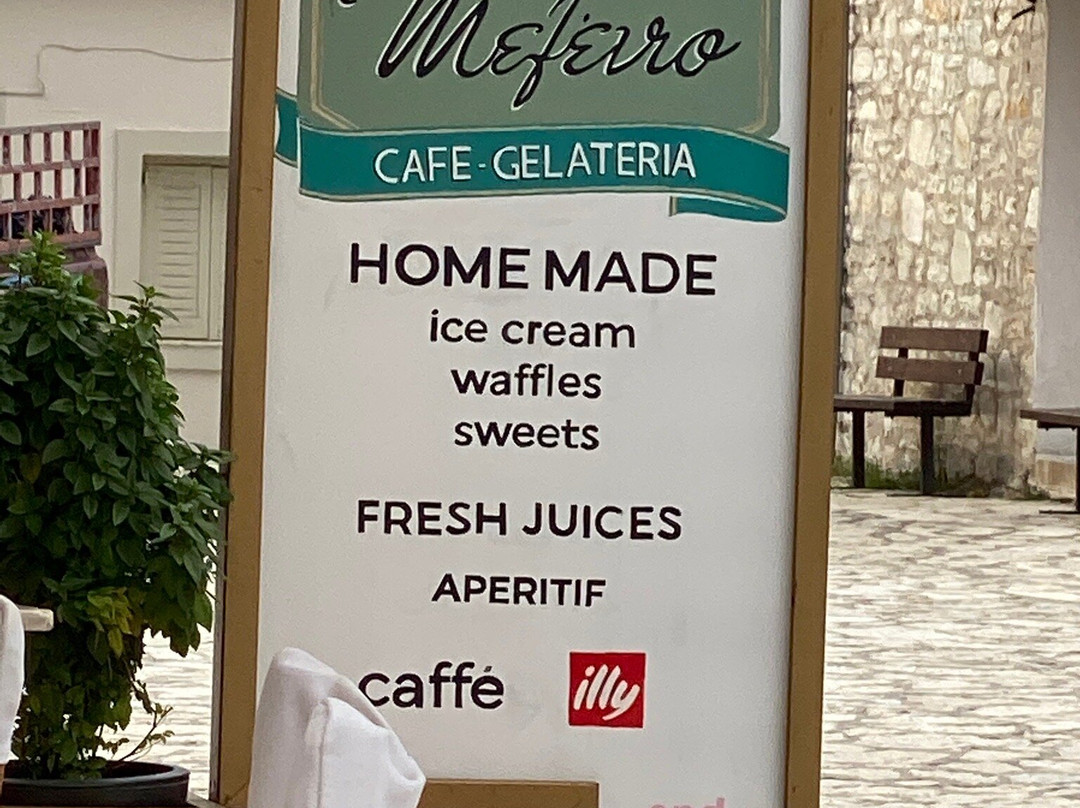 CAFE - GELATERIA
HOME MADE
ice cream
waffles
sweets
FRESH JUICES
APERITIF
caffé
illy